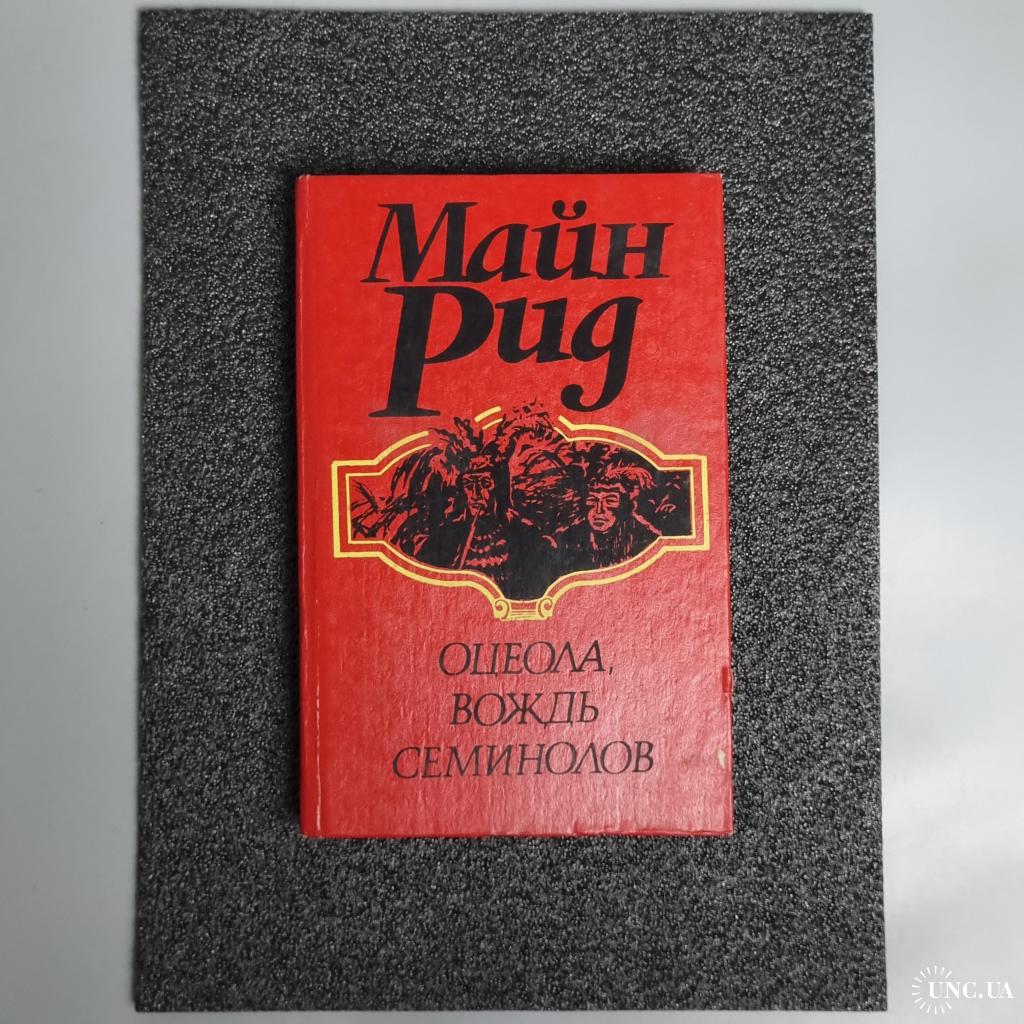 Майн
Рид
ОЦЕОЛА,
ВОЖДЬ
СЕМИНОЛОВ
UNC.UA